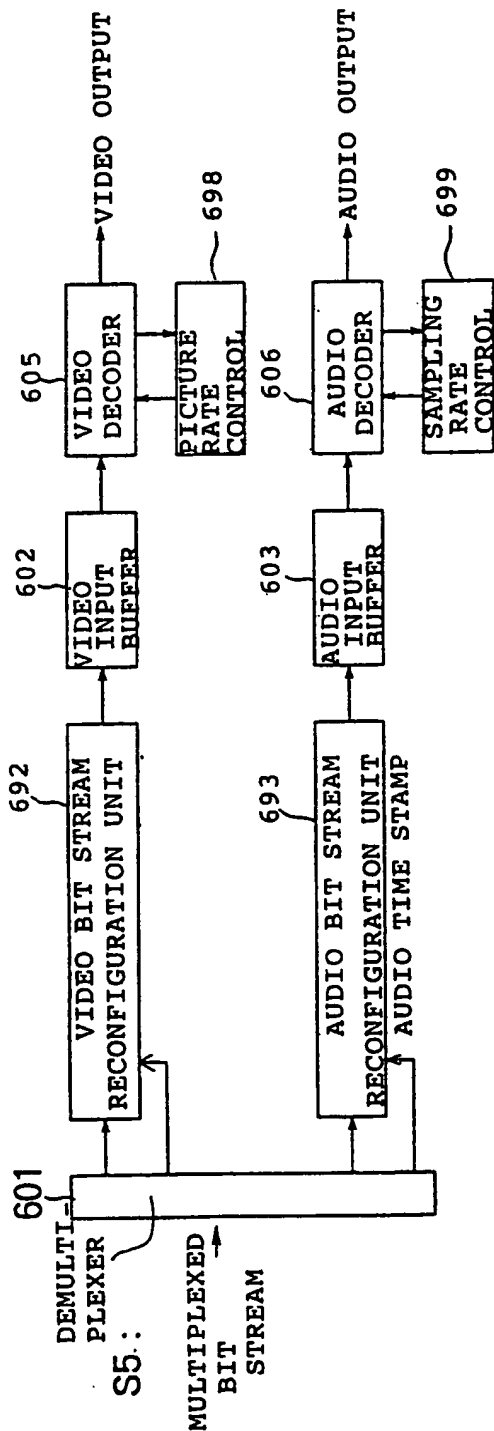 601
DEMULTI-
PLEXER
S5.:
MULTIPLEXED
BIT
STREAM
692
VIDEO BIT STREAM
RECONFIGURATION UNIT
602
VIDEO
INPUT
BUFFER
605
VIDEO
DECODER
VIDEO OUTPUT
PICTURE
RATE
CONTROL
698
693
AUDIO BIT STREAM
RECONFIGURATION UNIT
AUDIO TIME STAMP
603
AUDIO
INPUT
BUFFER
606
AUDIO
DECODER
AUDIO OUTPUT
SAMPLING
RATE
CONTROL
699